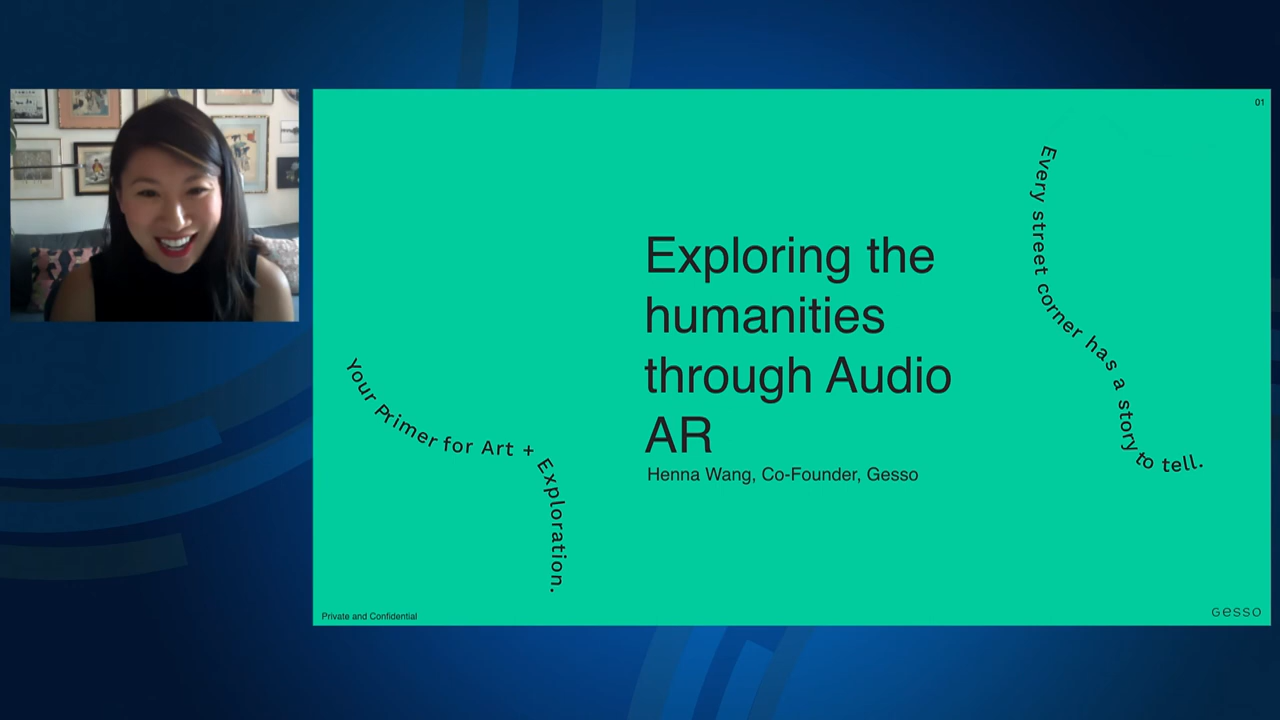 01
Every street corner has a story to tell.
Exploring the
humanities
through Audio
AR
Henna Wang, Co-Founder, Gesso
Your Primer for Art + Exploration.
Private and Confidential
Gesso